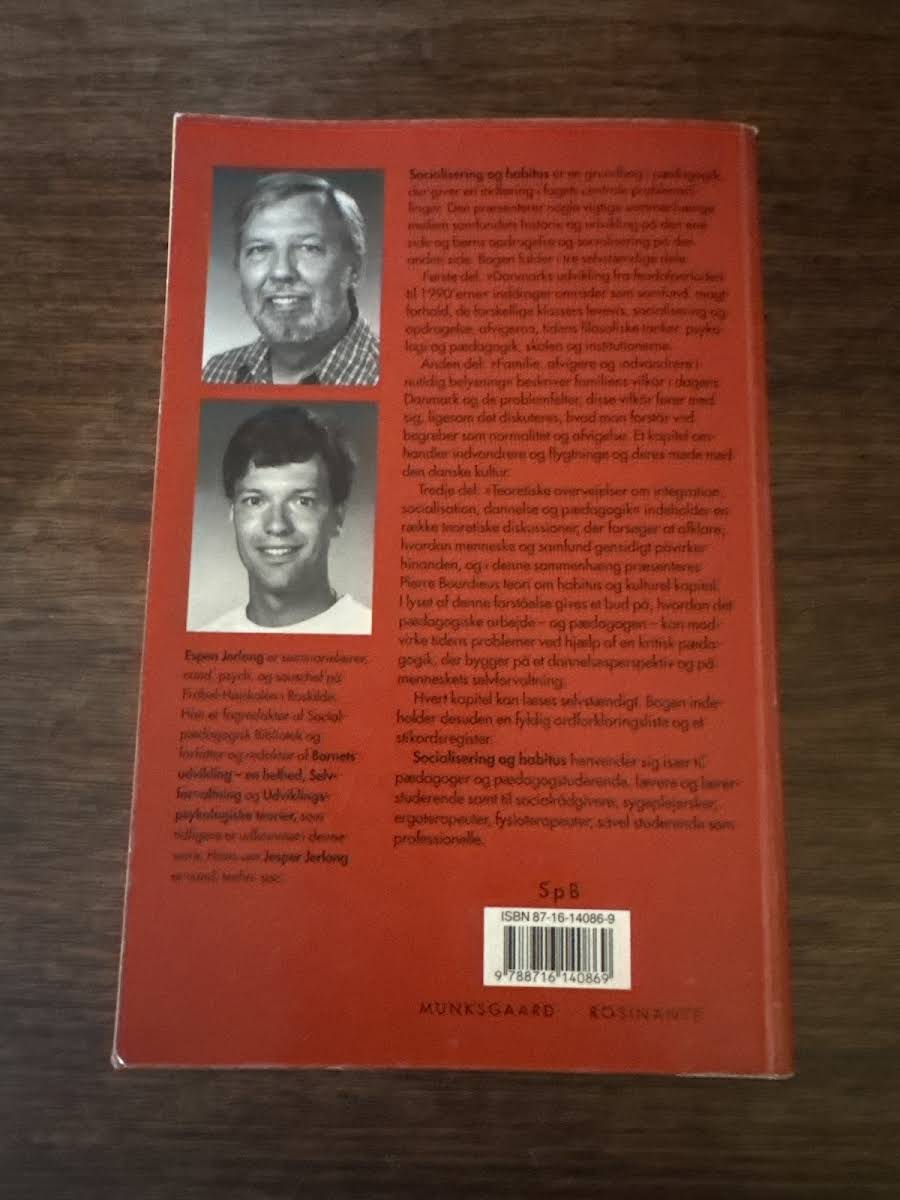 Socialisering og habitus er en grundbog i pædagogik,
der giver en indføring i fagets centrale problemstil-
linger. Den præsenterer nogle vigtige sammenhænge
mellem samfundets historie og udvikling på den ene
side og børns opdragelse og socialisering på den
anden side. Bogen falder i tre selvstændige dele.
Første del: »Danmarks udvikling fra feudalsamfundet
til 1990'erne« inddrager områder som samfund, magt-
forhold, de forskellige klassers levevis, socialisering og
opdragelse, afvigeres, tidens filosofiske tanker, psyko-
logi og pædagogik, skolen og institutionerne.
Anden del: »Familie, afvigere og indvandrere i
nutidig belysning« beskriver familiens vilkår i dagens
Danmark og de problemfelter, disse vilkår fører med
sig, ligesom det diskuteres, hvad man forstår ved
begreber som normalitet og afvigelse. Et kapitel om-
handler indvandrere og flygtninge og deres møde med
den danske kultur.
Tredje del: »Teoretiske overvejelser om integration,
socialisation, dannelse og pædagogik« indeholder en
række teoretiske diskussioner, der forsøger at afklare,
hvordan menneske og samfund gensidigt påvirker
hinanden, og i denne sammenhæng præsenteres
Pierre Bourdieus teori om habitus og kulturel kapital.
I lyset af denne forståelse gives et bud på, hvordan det
pædagogiske arbejde – og pædagogen – kan mod-
virke tidens problemer ved hjælp af en kritisk pæda-
gogik, der bygger på et dannelsesperspektiv og på
menneskets selvforvaltning.
Hvert kapitel kan læses selvstændigt. Bogen inde-
holder desuden en fyldig ordforklaringsliste og et
stikordsregister.
Socialisering og habitus henvender sig især til
pædagoger og pædagogstuderende, lærere og lærer-
studerende samt til socialrådgivere, sygeplejersker,
ergoterapeuter, fysioterapeuter, såvel studerende som
professionelle.
Espen Jerlang er seminarielærer,
cand. psych. og souschef på
Fröbel-Højskolen i Roskilde.
Han er fagredaktør af Social-
pædagogisk Bibliotek og
forfatter og redaktør af Barnets
udvikling – en helhed, Selv-
forvaltning og Udviklings-
psykologiske teorier, som
tidligere er udkommet i denne
serie. Hans søn Jesper Jerlang
er cand. techn. soc.
SpB
ISBN 87-16-14086-9
9 788716 140869
MUNKSGAARD ROSINANTE